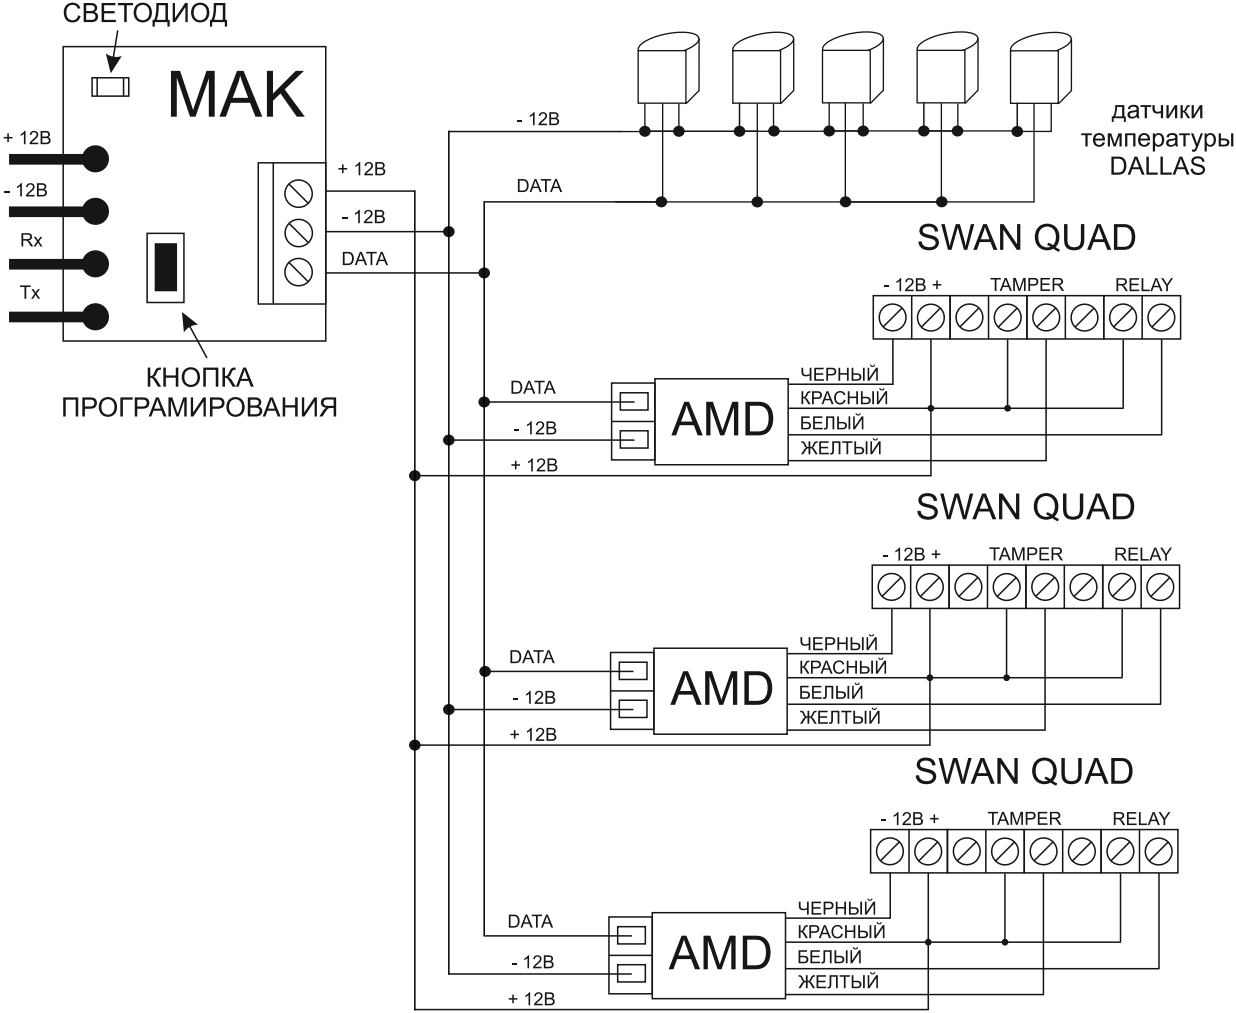 СВЕТОДИОД
МАК
+ 12В
- 12В
Rx
Tx
+ 12В
- 12В
DATA
КНОПКА
ПРОГРАМИРОВАНИЯ
- 12В
DATA
датчики
температуры
DALLAS
SWAN QUAD
- 12В + TAMPER RELAY
DATA
- 12В
+ 12В
AMD
ЧЕРНЫЙ
КРАСНЫЙ
БЕЛЫЙ
ЖЕЛТЫЙ
SWAN QUAD
- 12В + TAMPER RELAY
DATA
- 12В
+ 12В
AMD
ЧЕРНЫЙ
КРАСНЫЙ
БЕЛЫЙ
ЖЕЛТЫЙ
SWAN QUAD
- 12В + TAMPER RELAY
DATA
- 12В
+ 12В
AMD
ЧЕРНЫЙ
КРАСНЫЙ
БЕЛЫЙ
ЖЕЛТЫЙ